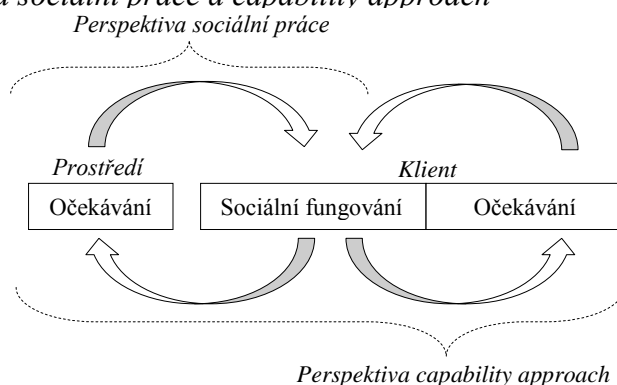 sociální práce a capability approach
Perspektiva sociální práce
Prostředí
Klient
Očekávání
Sociální fungování
Očekávání
Perspektiva capability approach